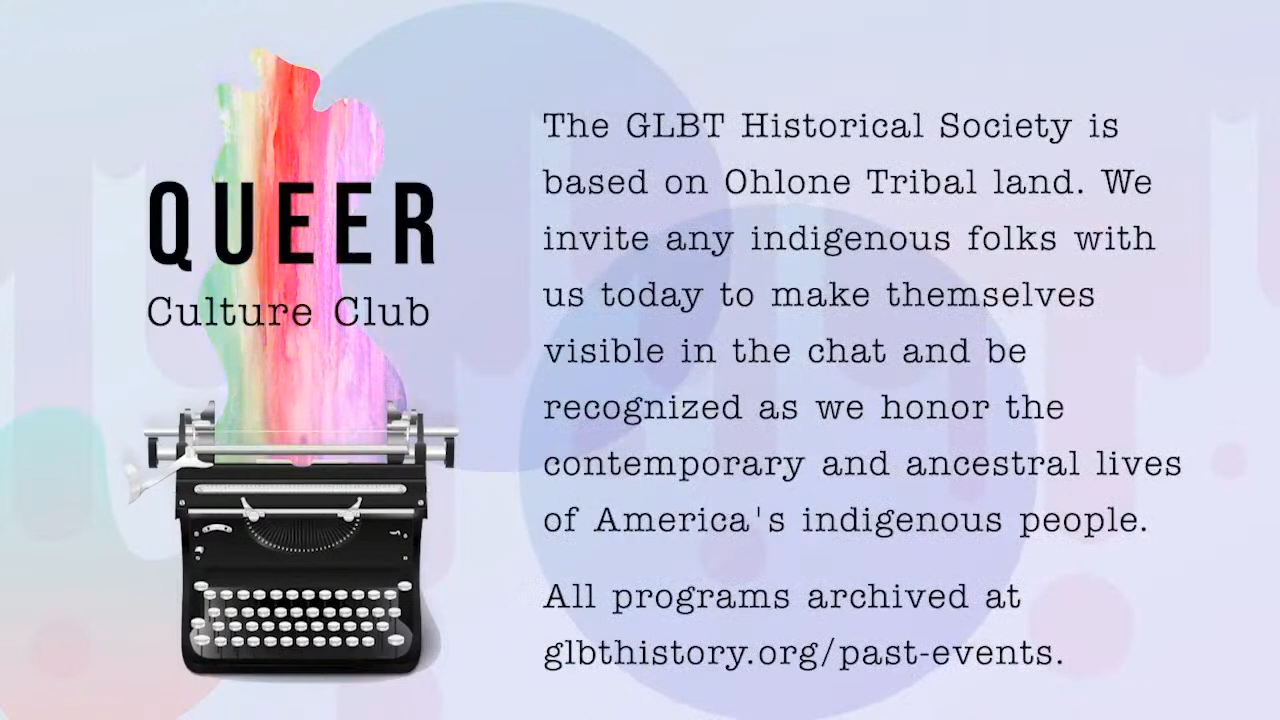 QUEER
Culture Club
The GLBT Historical Society is
based on Ohlone Tribal land. We
invite any indigenous folks with
us today to make themselves
visible in the chat and be
recognized as we honor the
contemporary and ancestral lives
of America's indigenous people.
All programs archived at
glbthistory.org/past-events.